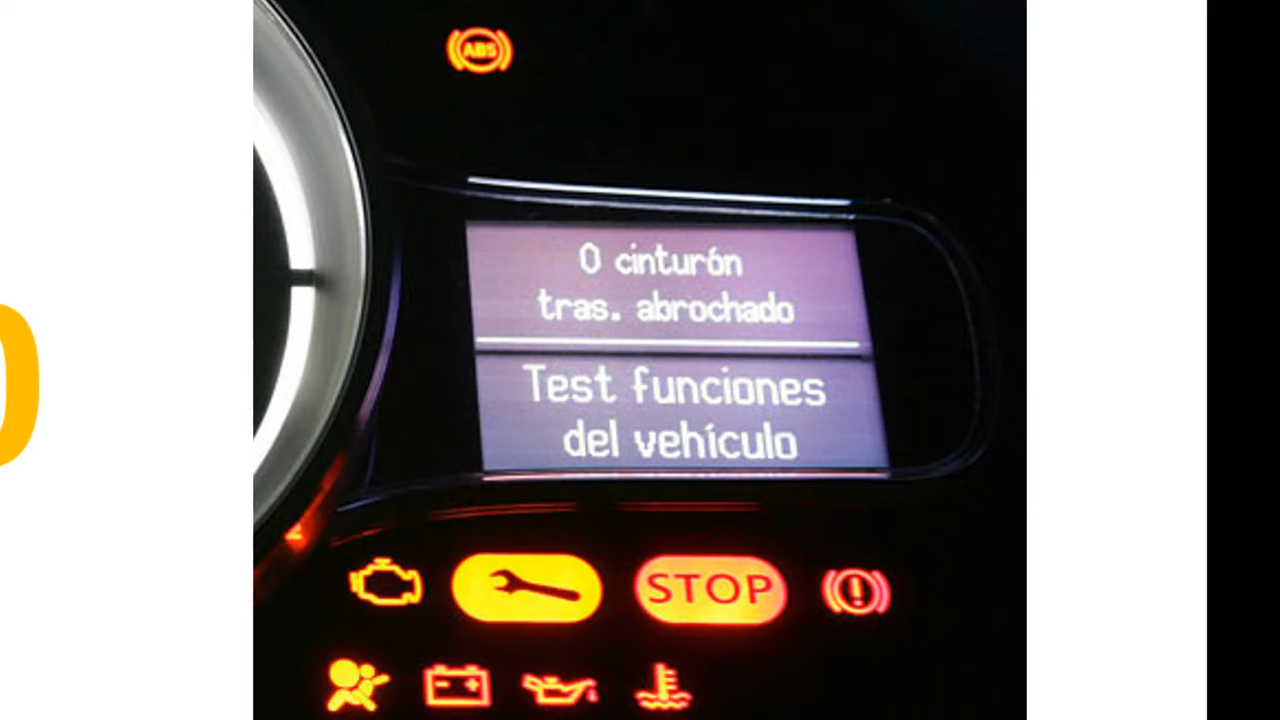 ABS
0 cinturón
tras. abrochado
Test funciones
del vehículo
STOP